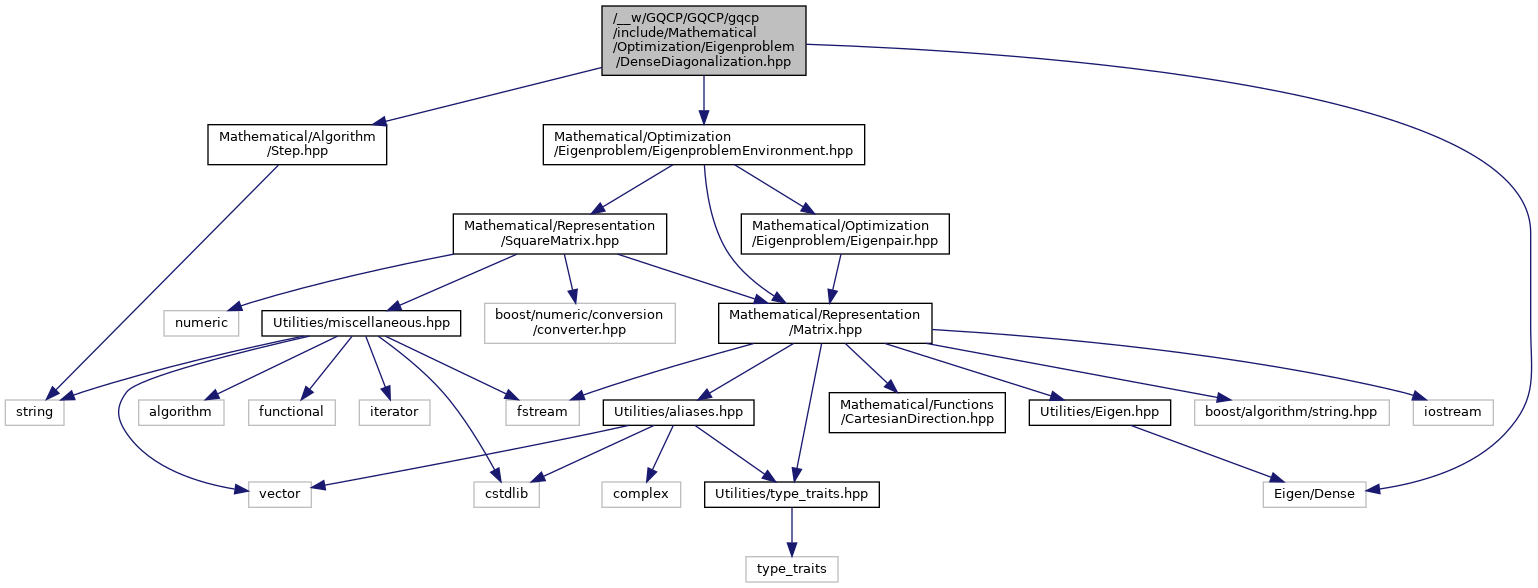 /__w/GQCP/GQCP/gqcp
/include/Mathematical
/Optimization/Eigenproblem
/DenseDiagonalization.hpp
Mathematical/Algorithm
/Step.hpp
Mathematical/Optimization
/Eigenproblem/EigenproblemEnvironment.hpp
Mathematical/Representation
/SquareMatrix.hpp
Mathematical/Optimization
/Eigenproblem/Eigenpair.hpp
numeric
Utilities/miscellaneous.hpp
boost/numeric/conversion
/converter.hpp
Mathematical/Representation
/Matrix.hpp
string
algorithm
functional
iterator
fstream
Utilities/aliases.hpp
Mathematical/Functions
/CartesianDirection.hpp
Utilities/Eigen.hpp
boost/algorithm/string.hpp
iostream
vector
cstdlib
complex
Utilities/type_traits.hpp
Eigen/Dense
type_traits